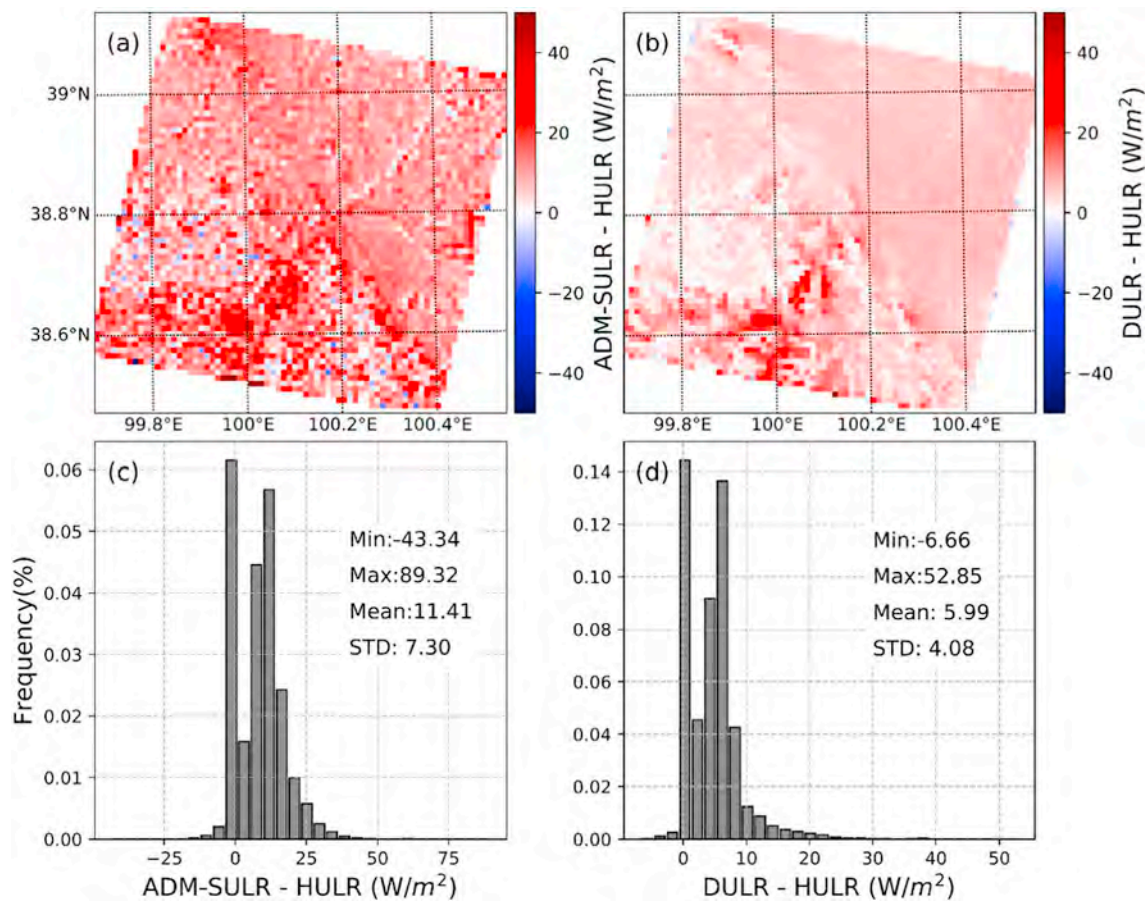 (a)
39°N
38.8°N
38.6°N
99.8°E
100°E
100.2°E
100.4°E
40
20
0
−20
−40
ADM-SULR - HULR (W/m²)
(b)
99.8°E
100°E
100.2°E
100.4°E
40
20
0
−20
−40
DULR - HULR (W/m²)
(c)
Min:-43.34
Max:89.32
Mean:11.41
STD: 7.30
0.06
0.05
0.04
0.03
0.02
0.01
0.00
Frequency(%)
−25
0
25
50
75
ADM-SULR - HULR (W/m²)
(d)
Min:-6.66
Max:52.85
Mean: 5.99
STD: 4.08
0.14
0.12
0.10
0.08
0.06
0.04
0.02
0.00
0
10
20
30
40
50
DULR - HULR (W/m²)